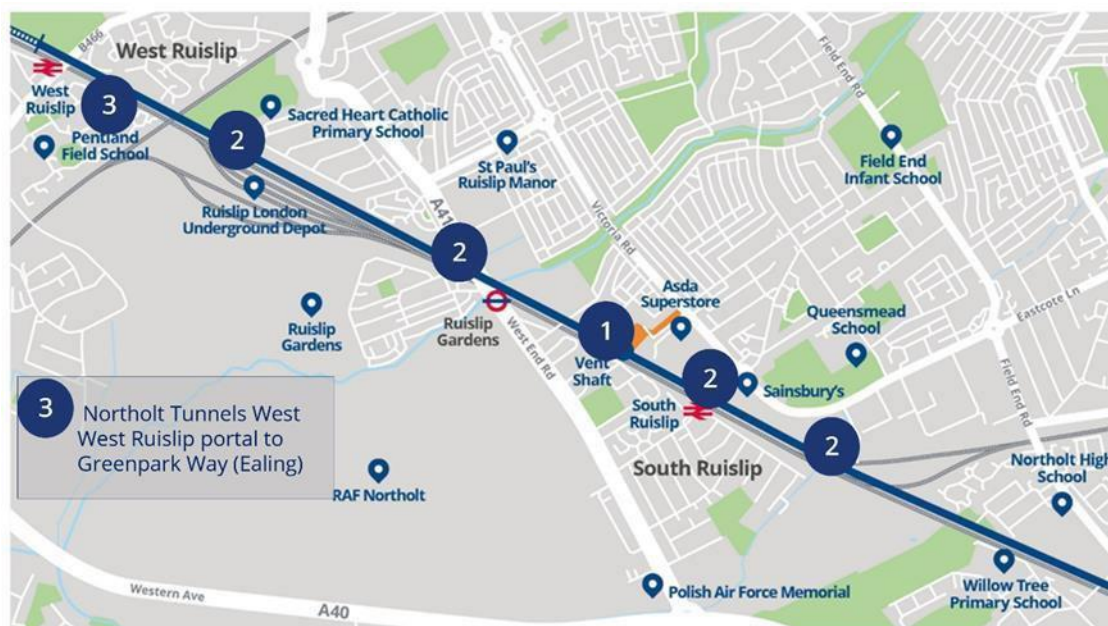 West Ruislip
B466
West
Ruislip
3
Pentland
Field School
2
Sacred Heart Catholic
Primary School
Ruislip London
Underground Depot
St Paul's
Ruislip Manor
Field End Rd
Field End
Infant School
A41
2
Victoria Rd
Ruislip
Gardens
Ruislip
Gardens
West End Rd
1
Vent
Shaft
Asda
Superstore
Queensmead
School
Eastcote Ln
2
Sainsbury's
South
Ruislip
South Ruislip
2
Field End Rd
Northolt High
School
3
Northolt Tunnels West
West Ruislip portal to
Greenpark Way (Ealing)
RAF Northolt
Western Ave
A40
Polish Air Force Memorial
Willow Tree
Primary School